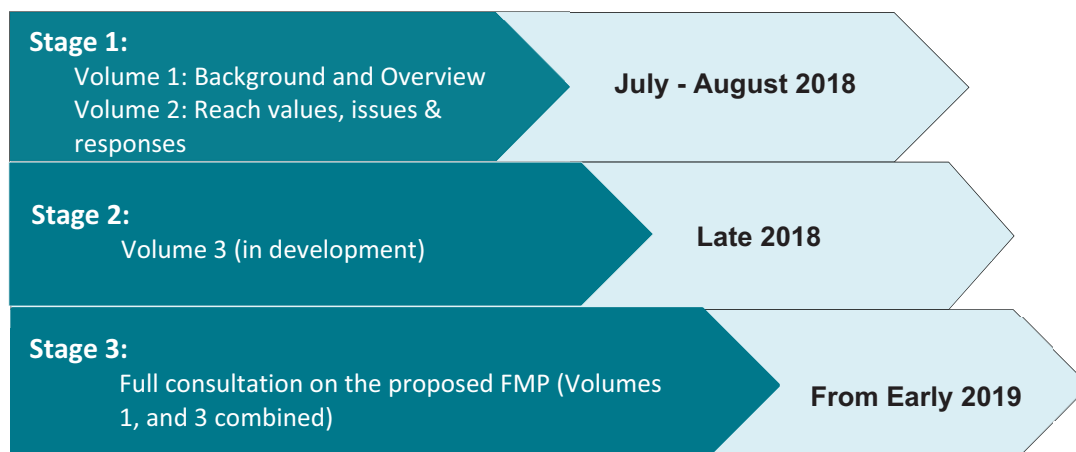 Stage 1:
Volume 1: Background and Overview
Volume 2: Reach values, issues &
responses
July - August 2018
Stage 2:
Volume 3 (in development)
Late 2018
Stage 3:
Full consultation on the proposed FMP (Volumes
1, and 3 combined)
From Early 2019